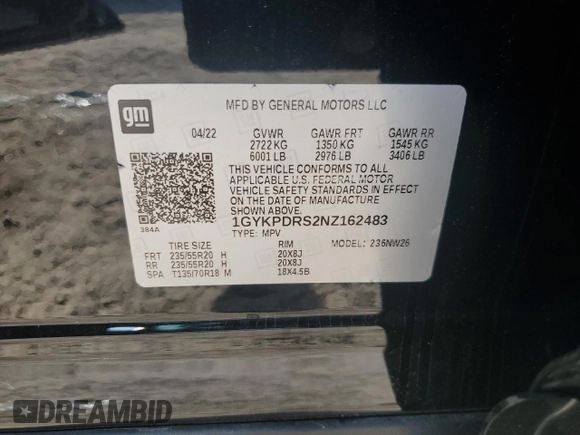 gm
MFD BY GENERAL MOTORS LLC
04/22 GVWR GAWR FRT GAWR RR
2722 KG 1350 KG 1545 KG
6001 LB 2976 LB 3406 LB
THIS VEHICLE CONFORMS TO ALL
APPLICABLE U.S. FEDERAL MOTOR
VEHICLE SAFETY STANDARDS IN EFFECT
ON THE DATE OF MANUFACTURE
SHOWN ABOVE.
384A 1GYKPDRS2NZ162483
TYPE: MPV MODEL: 236NW26
TIRE SIZE RIM
FRT 235/55R20 H 20X8J
RR 235/55R20 H 20X8J
SPA T135/70R18 M 18X4.5B
DREAMBID